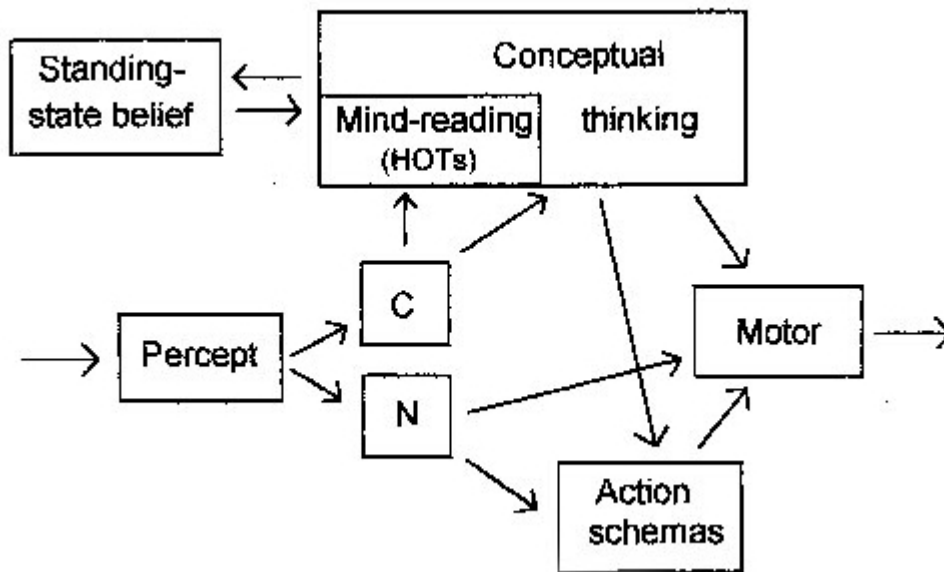 Standing-
state belief
Conceptual
thinking
Mind-reading
(HOTs)
C
Percept
N
Motor
Action
schemas